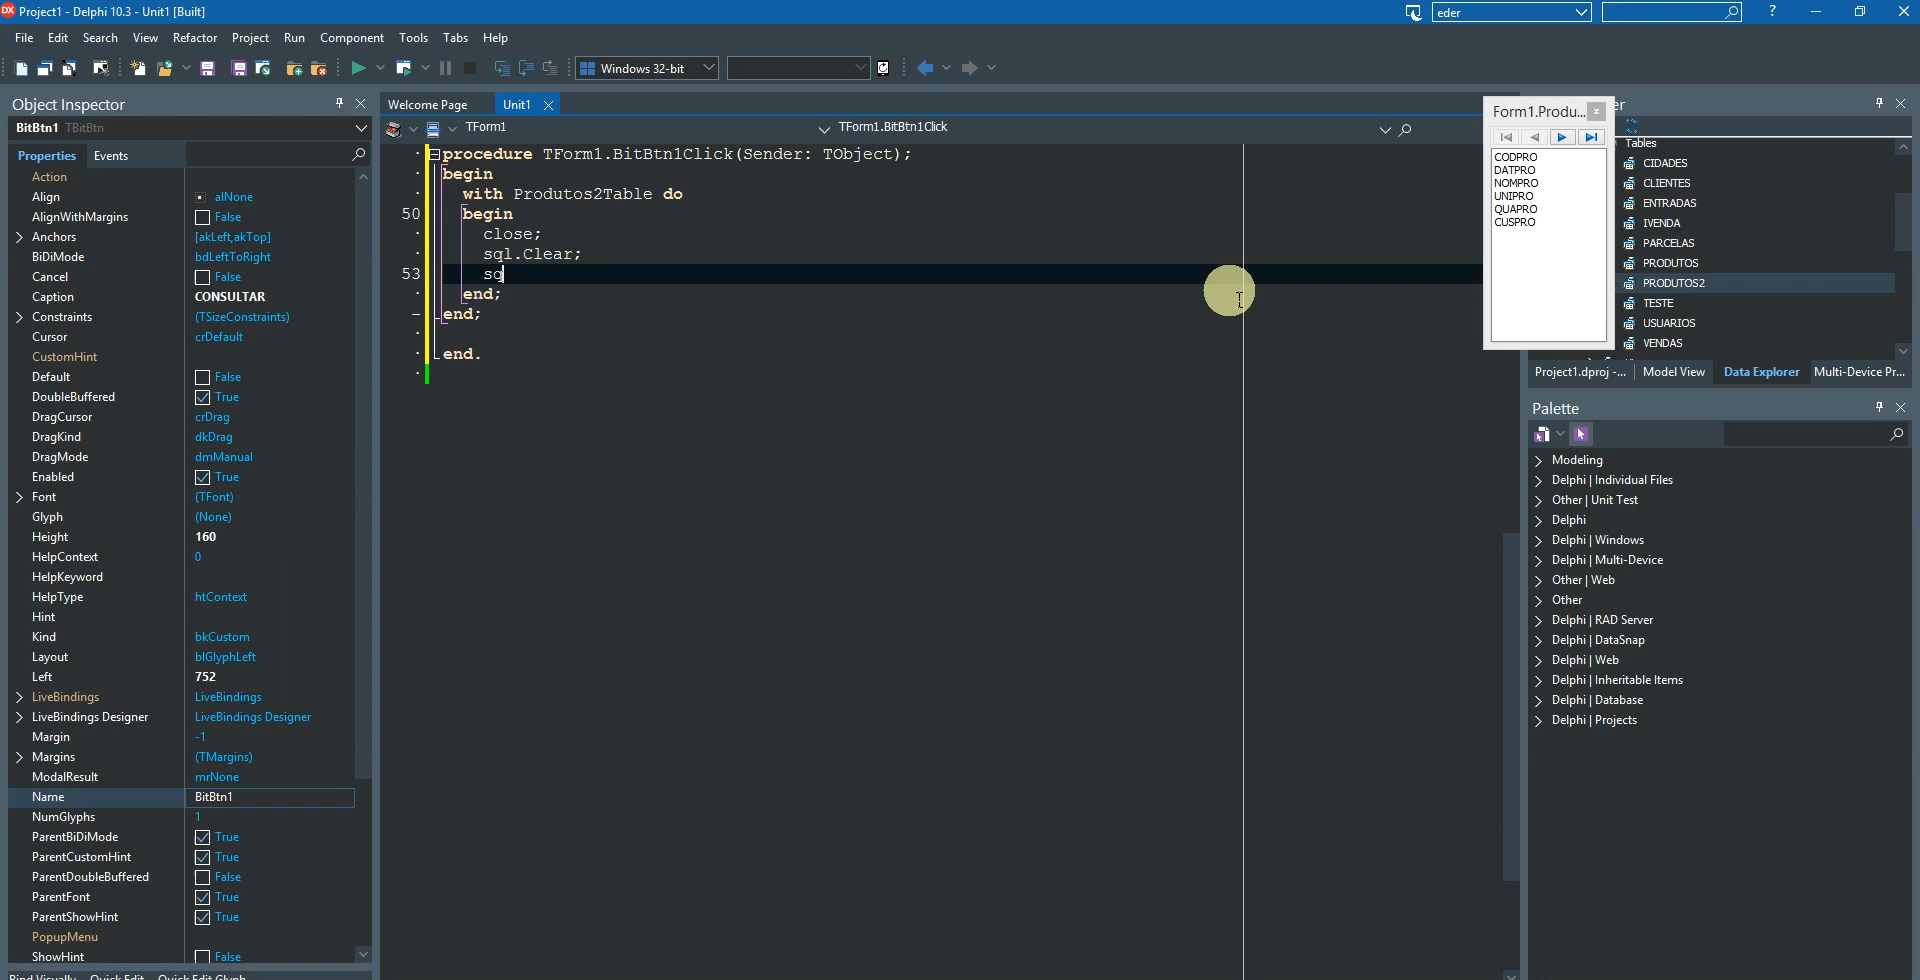 Project1 - Delphi 10.3 - Unit1 [Built]
eder
?
File Edit Search View Refactor Project Run Component Tools Tabs Help
Windows 32-bit
Object Inspector
BitBtn1 TBitBtn
Properties Events
Action
Align alNone
AlignWithMargins False
Anchors [akLeft,akTop]
BiDiMode bdLeftToRight
Cancel False
Caption CONSULTAR
Constraints (TSizeConstraints)
Cursor crDefault
CustomHint
Default False
DoubleBuffered True
DragCursor crDrag
DragKind dkDrag
DragMode dmManual
Enabled True
Font (TFont)
Glyph (None)
Height 160
HelpContext 0
HelpKeyword
HelpType htContext
Hint
Kind bkCustom
Layout blGlyphLeft
Left 752
LiveBindings LiveBindings
LiveBindings Designer LiveBindings Designer
Margin -1
Margins (TMargins)
ModalResult mrNone
Name BitBtn1
NumGlyphs 1
ParentBiDiMode True
ParentCustomHint True
ParentDoubleBuffered False
ParentFont True
ParentShowHint True
PopupMenu
ShowHint False
Bind Visually... Quick Edit... Quick Edit Glyph...
Welcome Page Unit1
TForm1 TForm1.BitBtn1Click
procedure TForm1.BitBtn1Click(Sender: TObject);
begin
with Produtos2Table do
50 begin
close;
sql.Clear;
53 sq
end;
end;
end.
Form1.Produ...
CODPRO
DATPRO
NOMPRO
UNIPRO
QUAPRO
CUSPRO
er
Tables
CIDADES
CLIENTES
ENTRADAS
IVENDA
PARCELAS
PRODUTOS
PRODUTOS2
TESTE
USUARIOS
VENDAS
Project1.dproj -... Model View Data Explorer Multi-Device Pr...
Palette
Modeling
Delphi | Individual Files
Other | Unit Test
Delphi
Delphi | Windows
Delphi | Multi-Device
Other | Web
Other
Delphi | RAD Server
Delphi | DataSnap
Delphi | Web
Delphi | Inheritable Items
Delphi | Database
Delphi | Projects